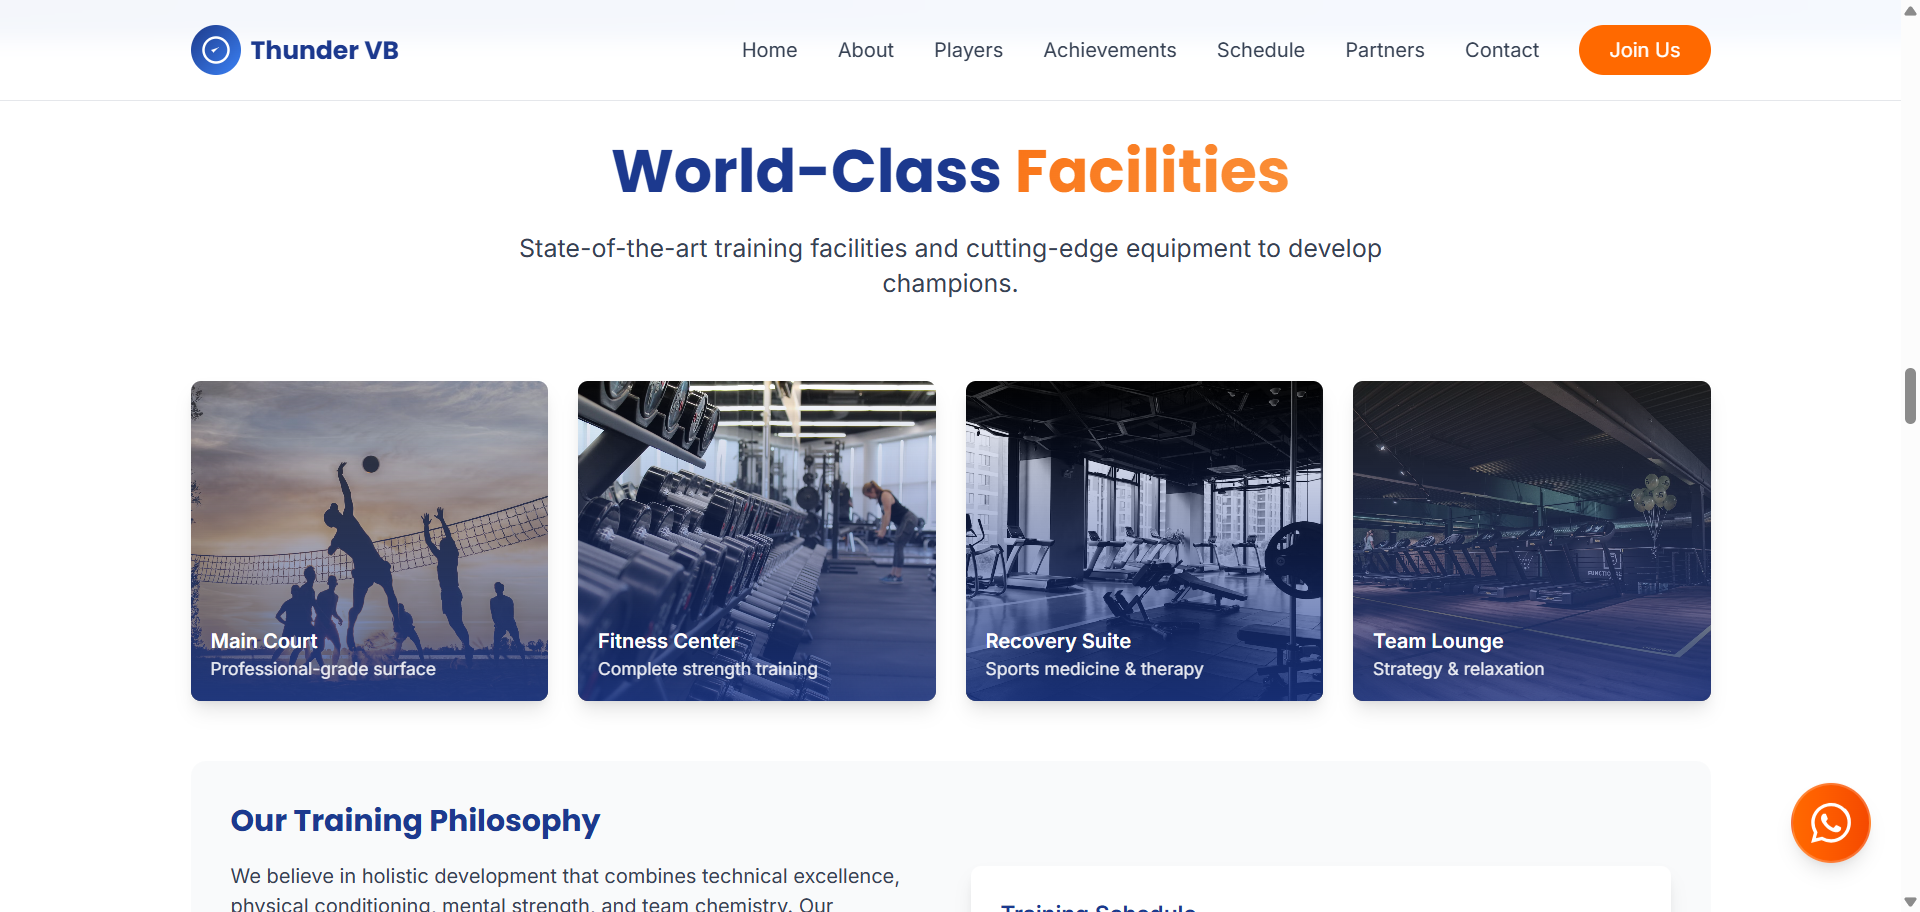 Thunder VB
Home
About
Players
Achievements
Schedule
Partners
Contact
Join Us
World-Class Facilities
State-of-the-art training facilities and cutting-edge equipment to develop
champions.
Main Court
Professional-grade surface
Fitness Center
Complete strength training
Recovery Suite
Sports medicine & therapy
Team Lounge
Strategy & relaxation
Our Training Philosophy
We believe in holistic development that combines technical excellence,
physical conditioning, mental strength, and team chemistry. Our
Training Schedule